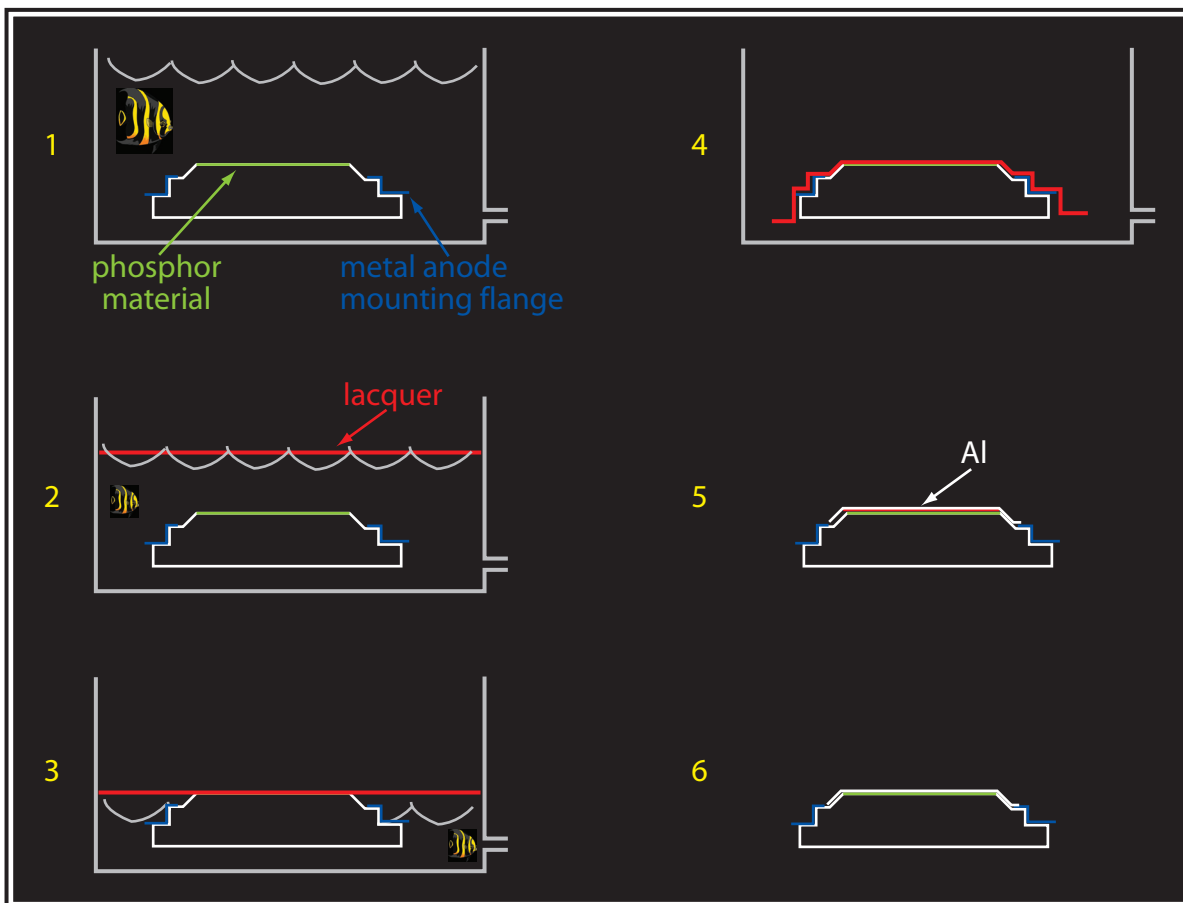 1
phosphor
material
metal anode
mounting flange
2
lacquer
3
4
5
Al
6